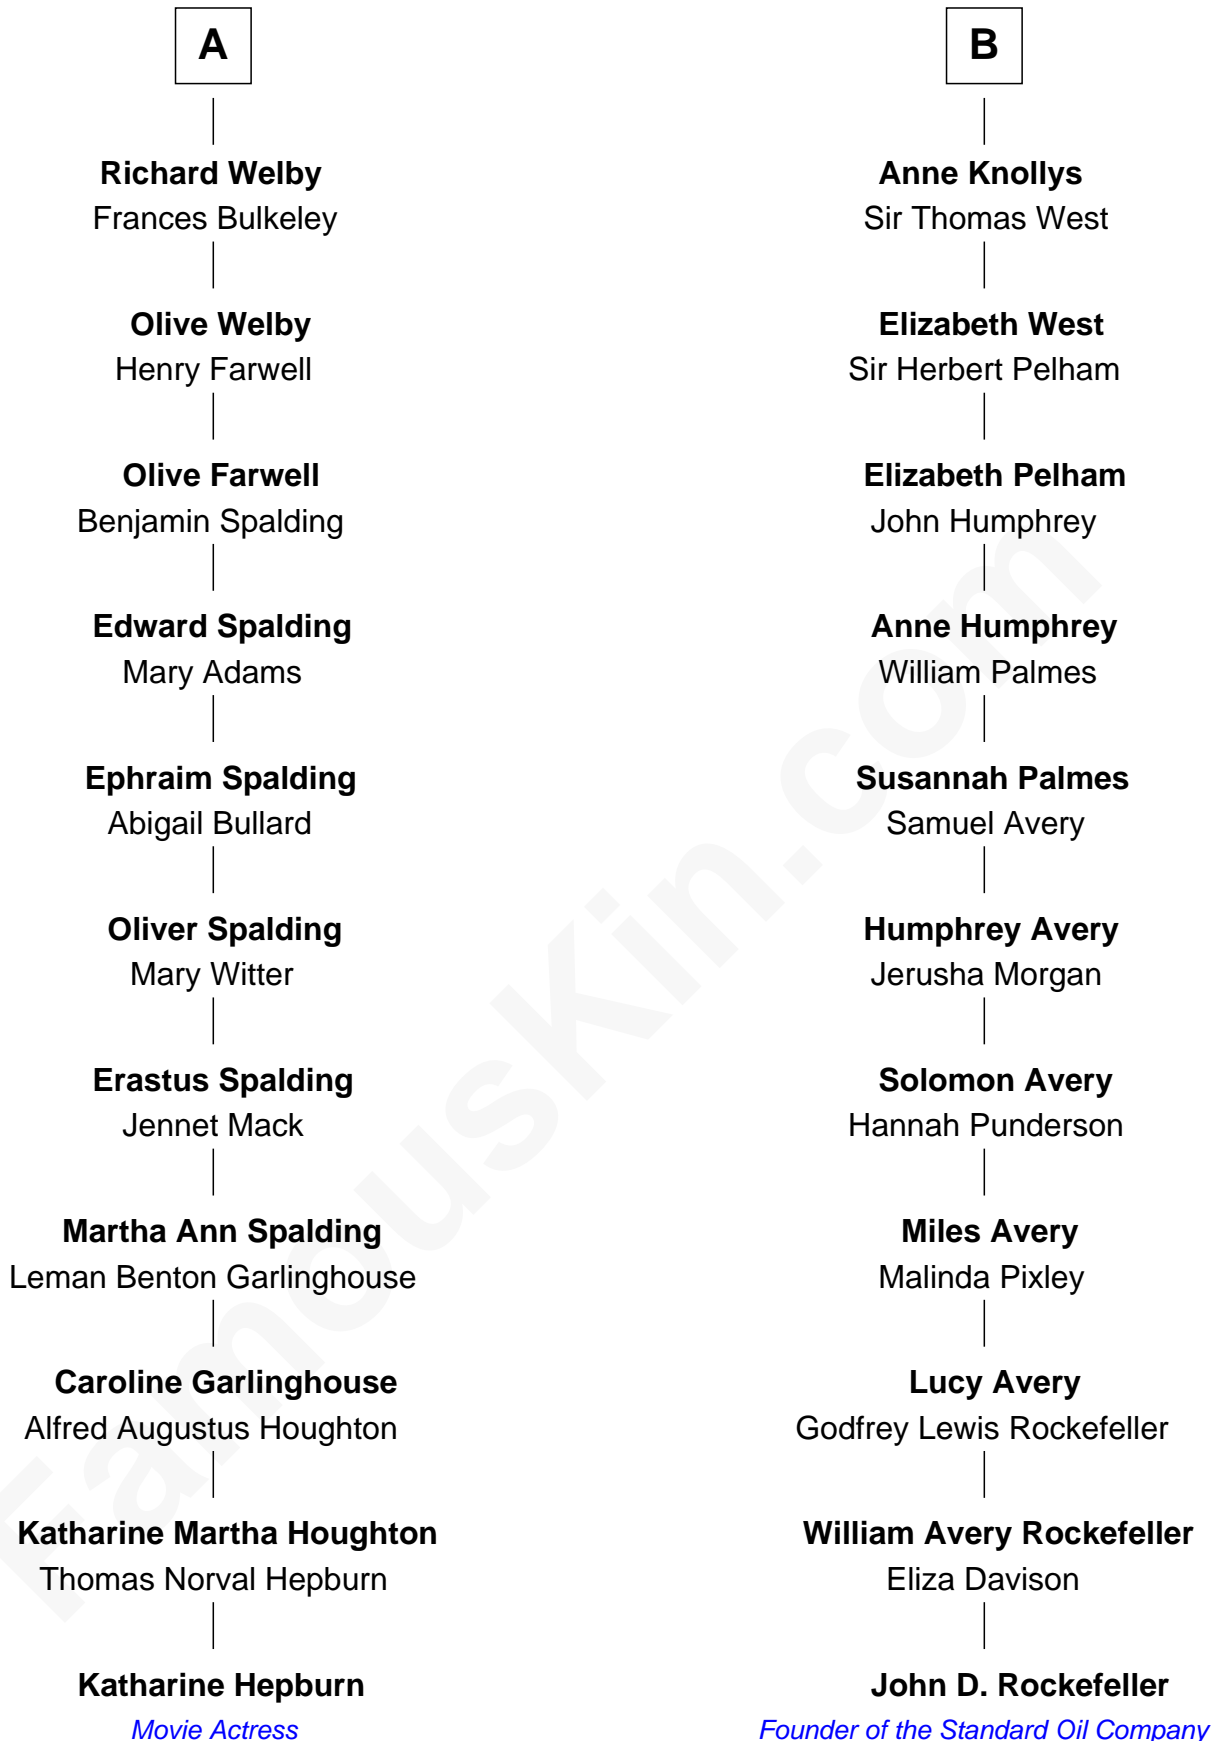 A
Richard Welby
Frances Bulkeley
Olive Welby
Henry Farwell
Olive Farwell
Benjamin Spalding
Edward Spalding
Mary Adams
Ephraim Spalding
Abigail Bullard
Oliver Spalding
Mary Witter
Erastus Spalding
Jennet Mack
Martha Ann Spalding
Leman Benton Garlinghouse
Caroline Garlinghouse
Alfred Augustus Houghton
Katharine Martha Houghton
Thomas Norval Hepburn
Katharine Hepburn
Movie Actress
B
Anne Knollys
Sir Thomas West
Elizabeth West
Sir Herbert Pelham
Elizabeth Pelham
John Humphrey
Anne Humphrey
William Palmes
Susannah Palmes
Samuel Avery
Humphrey Avery
Jerusha Morgan
Solomon Avery
Hannah Punderson
Miles Avery
Malinda Pixley
Lucy Avery
Godfrey Lewis Rockefeller
William Avery Rockefeller
Eliza Davison
John D. Rockefeller
Founder of the Standard Oil Company
FamousKin.com